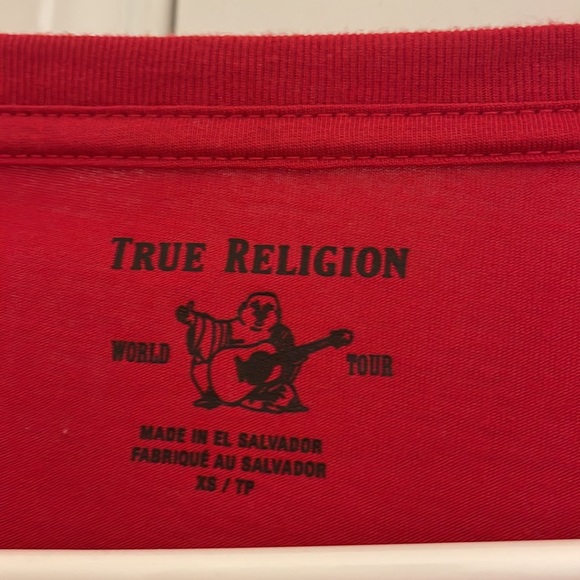 TRUE RELIGION
WORLD TOUR
MADE IN EL SALVADOR
FABRIQUÉ AU SALVADOR
XS / TP